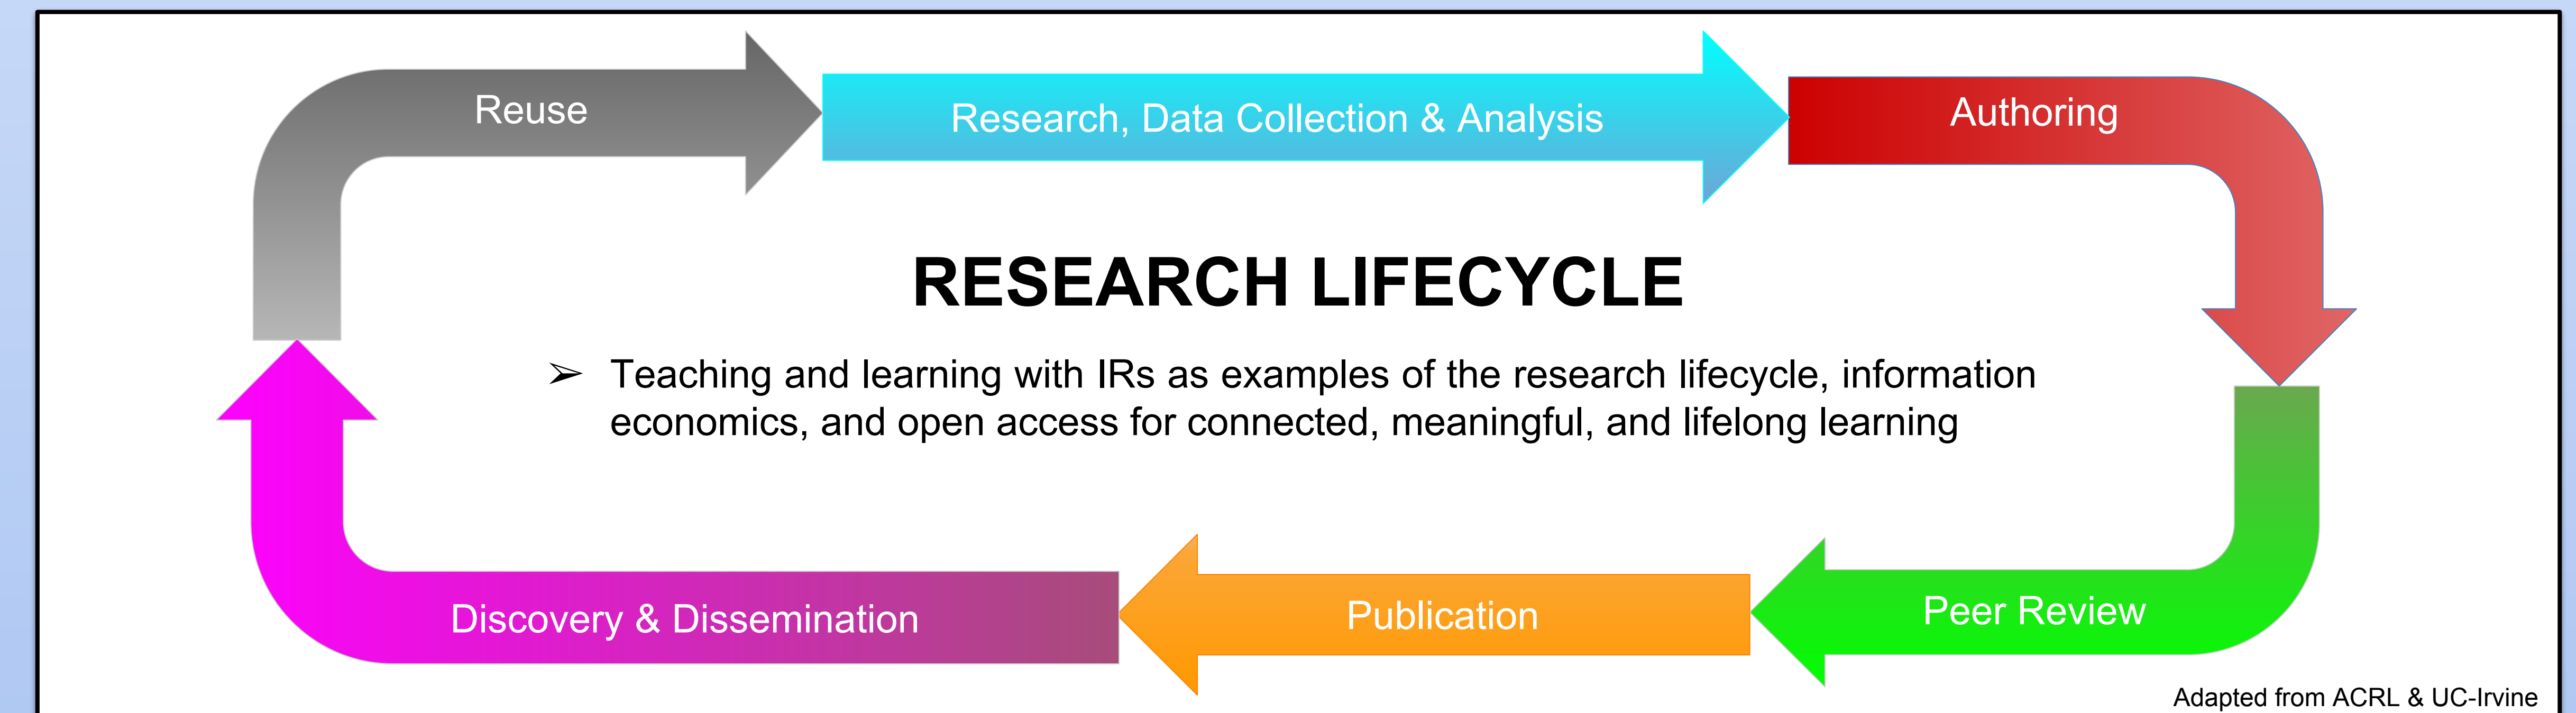 Reuse
Research, Data Collection & Analysis
Authoring
RESEARCH LIFECYCLE
➢ Teaching and learning with IRs as examples of the research lifecycle, information
economics, and open access for connected, meaningful, and lifelong learning
Discovery & Dissemination
Publication
Peer Review
Adapted from ACRL & UC-Irvine